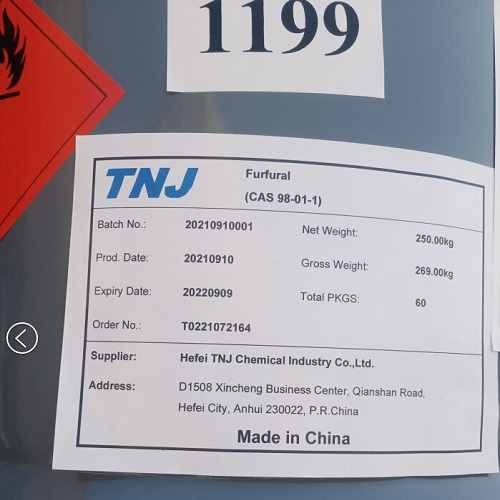 1199
TNJ
Furfural
(CAS 98-01-1)
Batch No.: 20210910001 Net Weight: 250.00kg
Prod. Date: 20210910 Gross Weight: 269.00kg
Expiry Date: 20220909 Total PKGS: 60
Order No.: T0221072164
Supplier: Hefei TNJ Chemical Industry Co.,Ltd.
Address: D1508 Xincheng Business Center, Qianshan Road,
Hefei City, Anhui 230022, P.R.China
Made in China